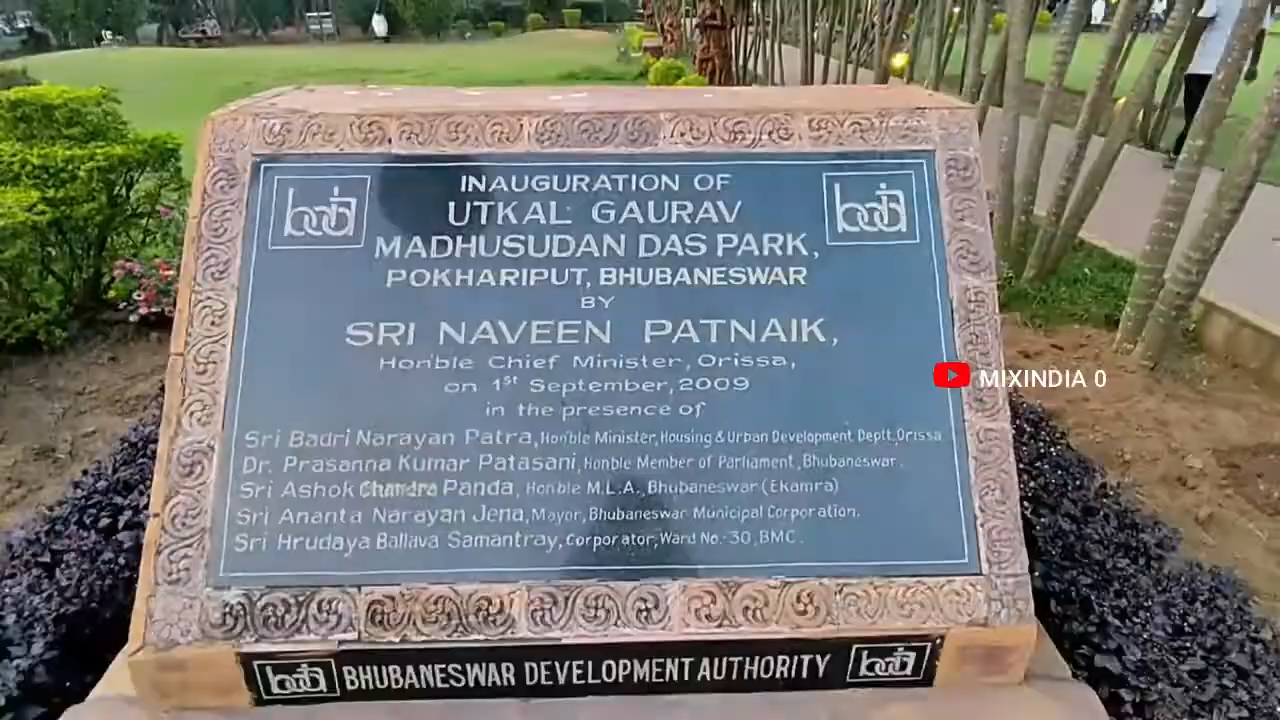 bda
bda
INAUGURATION OF
UTKAL GAURAV
MADHUSUDAN DAS PARK,
POKHARIPUT, BHUBANESWAR
BY
SRI NAVEEN PATNAIK,
Hon'ble Chief Minister, Orissa,
on 1st September, 2009
in the presence of
Sri Badri Narayan Patra, Hon'ble Minister, Housing & Urban Development Deptt. Orissa
Dr. Prasanna Kumar Patasani, Hon'ble Member of Parliament, Bhubaneswar.
Sri Ashok Chandra Panda, Hon'ble M.L.A., Bhubaneswar (Ekamra)
Sri Ananta Narayan Jena, Mayor, Bhubaneswar Municipal Corporation.
Sri Hrudaya Ballava Samantray, Corporator, Ward No.-30, BMC.
MIXINDIA 0
bda BHUBANESWAR DEVELOPMENT AUTHORITY bda